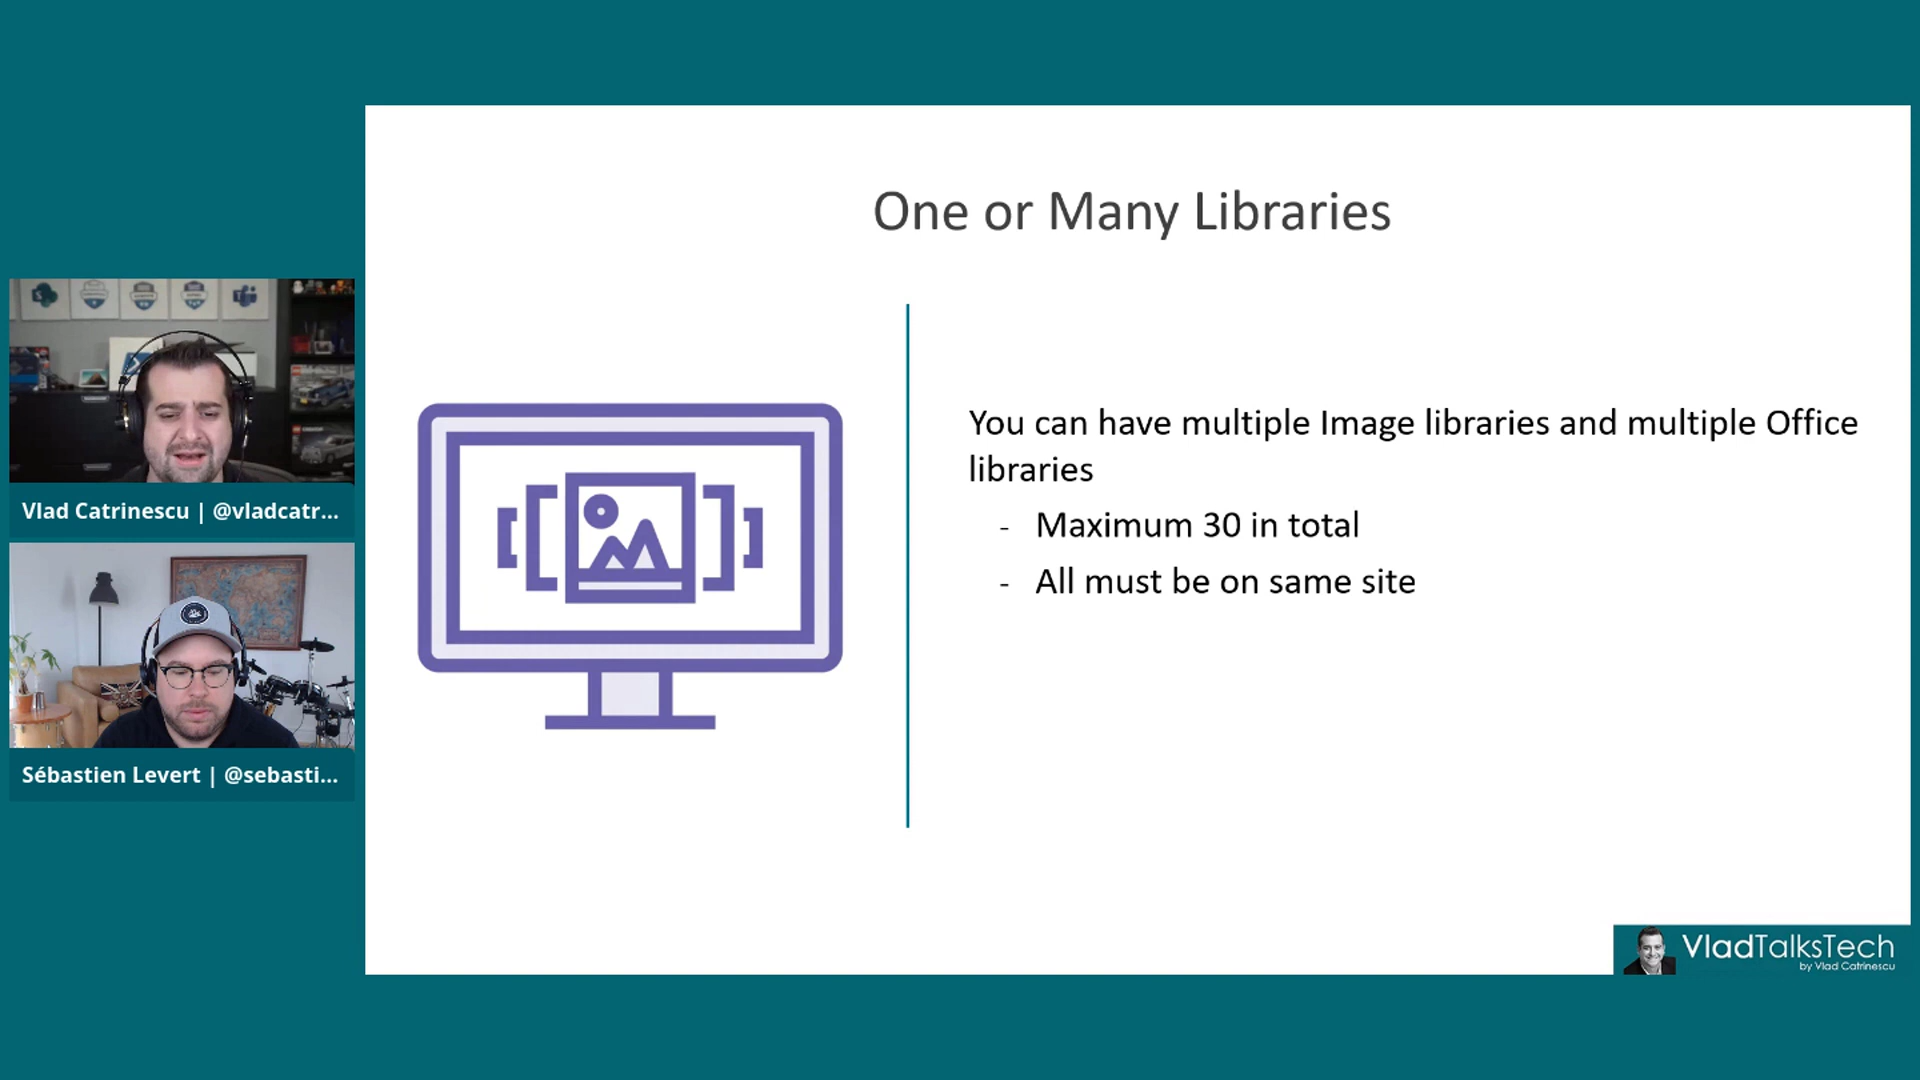 One or Many Libraries
You can have multiple Image libraries and multiple Office
libraries
- Maximum 30 in total
- All must be on same site
Vlad Catrinescu | @vladcatr...
Sébastien Levert | @sebasti...
VladTalksTech
by Vlad Catrinescu